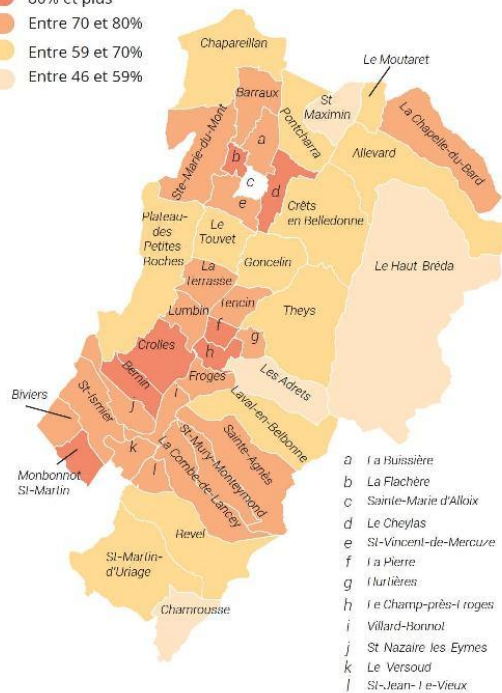 80% et plus
Entre 70 et 80%
Entre 59 et 70%
Entre 46 et 59%
Chapareillan
Le Moutaret
Barraux
St
Maximin
Pontcharra
La Chapelle-du-Bard
Ste-Marie-du-Mont
a
b
Allevard
c
d
e
Crêts
en Belledonne
Plateau-
des
Petites
Roches
Le
Touvet
Goncelin
Le Haut Bréda
La
Terrasse
Tencin
Lumbin
Theys
f
g
Crolles
h
Bernin
Froges
Les Adrets
Biviers
St-Ismier
j
i
Laval-en-Belbonne
k
l
Sainte-Agnès
St-Mury-Monteymond
La Combe-de-Lancey
Monbonnot
St-Martin
Revel
St-Martin-
d'Uriage
Chamrousse
a La Buissière
b La Flachère
c Sainte-Marie d'Alloix
d Le Cheylas
e St-Vincent-de-Mercuze
f La Pierre
g Hurtières
h Le Champ-près-Froges
i Villard-Bonnot
j St Nazaire les Eymes
k Le Versoud
l St-Jean-Le-Vieux